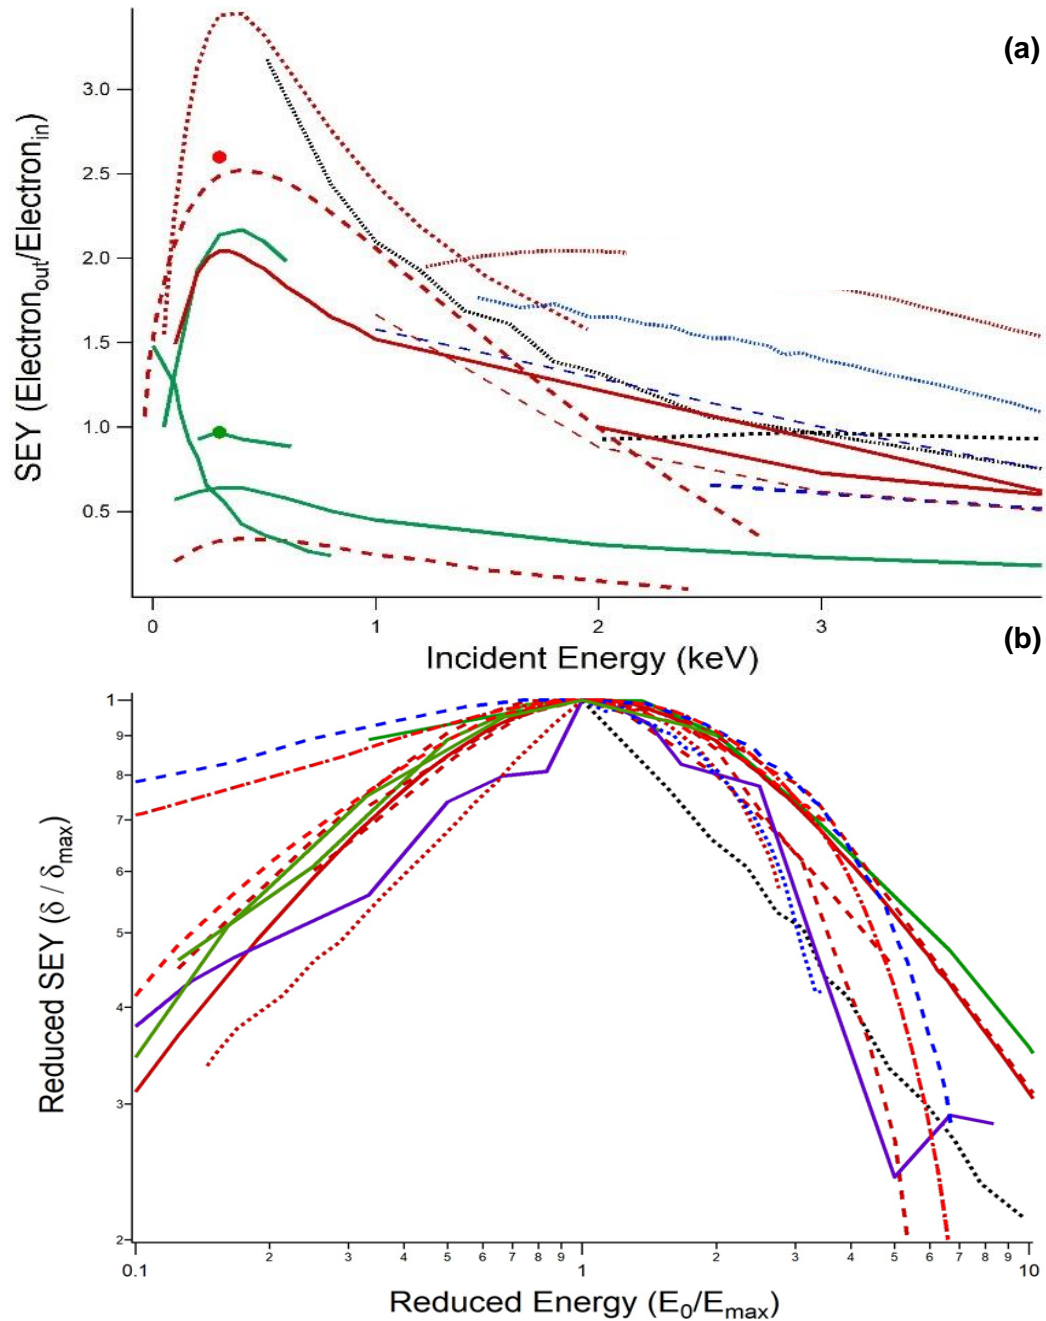 (a)
SEY (Electron_out/Electron_in)
3.0
2.5
2.0
1.5
1.0
0.5
0 1 2 3
Incident Energy (keV)
(b)
Reduced SEY (δ / δ_max)
1
9
8
7
6
5
4
3
2
2 3 4 5 6 7 8 9 2 3 4 5 6 7 8 9
0.1 1 10
Reduced Energy (E₀/E_max)